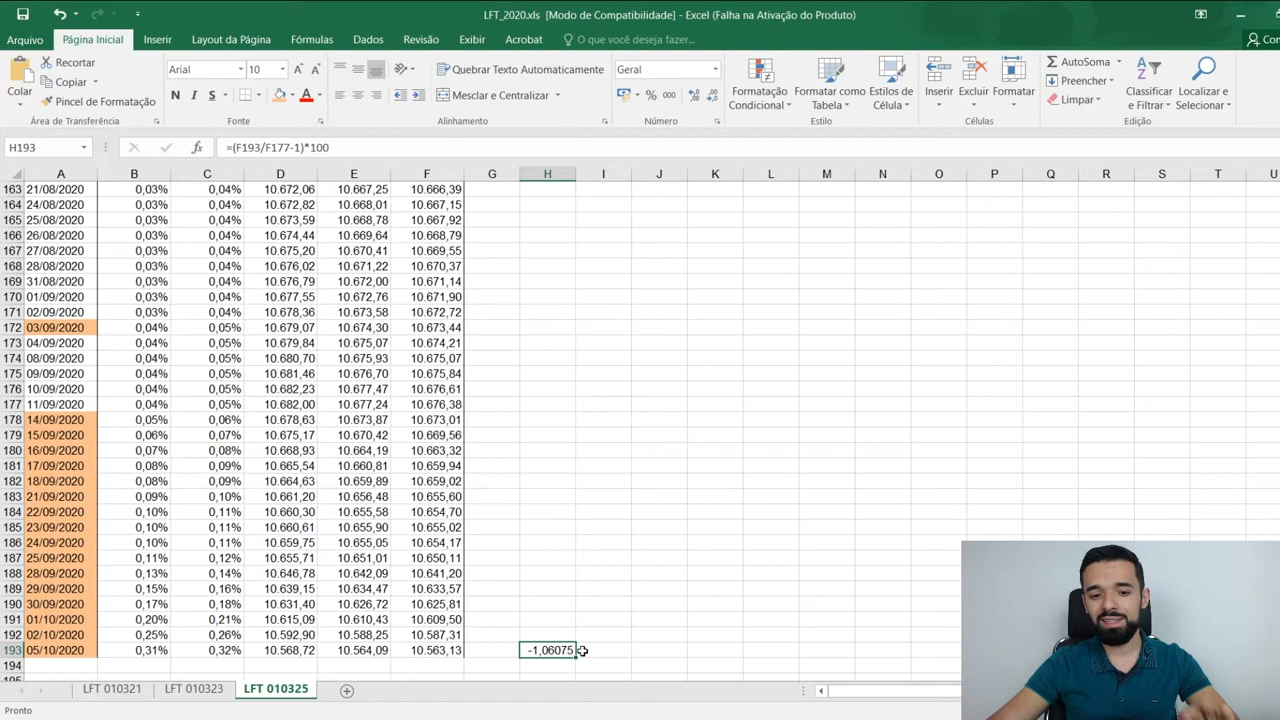 LFT_2020.xls [Modo de Compatibilidade] - Excel (Falha na Ativação do Produto)
Arquivo Página Inicial Inserir Layout da Página Fórmulas Dados Revisão Exibir Acrobat O que você deseja fazer...
Colar Recortar Copiar Pincel de Formatação
Arial 10 N I S A A A
Quebrar Texto Automaticamente
Mesclar e Centralizar
Geral % 000
Formatação Condicional Formatar como Tabela Estilos de Célula
Inserir Excluir Formatar
AutoSoma Preencher Limpar
Classificar e Filtrar Localizar e Selecionar
Área de Transferência Fonte Alinhamento Número Estilo Células Edição
H193 fx =(F193/F177-1)*100
A B C D E F G H I J K L M N O P Q R S T U
163 21/08/2020 0,03% 0,04% 10.672,06 10.667,25 10.666,39
164 24/08/2020 0,03% 0,04% 10.672,82 10.668,01 10.667,15
165 25/08/2020 0,03% 0,04% 10.673,59 10.668,78 10.667,92
166 26/08/2020 0,03% 0,04% 10.674,44 10.669,64 10.668,79
167 27/08/2020 0,03% 0,04% 10.675,20 10.670,41 10.669,55
168 28/08/2020 0,03% 0,04% 10.676,02 10.671,22 10.670,37
169 31/08/2020 0,03% 0,04% 10.676,79 10.672,00 10.671,14
170 01/09/2020 0,03% 0,04% 10.677,55 10.672,76 10.671,90
171 02/09/2020 0,03% 0,04% 10.678,36 10.673,58 10.672,72
172 03/09/2020 0,04% 0,05% 10.679,07 10.674,30 10.673,44
173 04/09/2020 0,04% 0,05% 10.679,84 10.675,07 10.674,21
174 08/09/2020 0,04% 0,05% 10.680,70 10.675,93 10.675,07
175 09/09/2020 0,04% 0,05% 10.681,46 10.676,70 10.675,84
176 10/09/2020 0,04% 0,05% 10.682,23 10.677,47 10.676,61
177 11/09/2020 0,04% 0,05% 10.682,00 10.677,24 10.676,38
178 14/09/2020 0,05% 0,06% 10.678,63 10.673,87 10.673,01
179 15/09/2020 0,06% 0,07% 10.675,17 10.670,42 10.669,56
180 16/09/2020 0,07% 0,08% 10.668,93 10.664,19 10.663,32
181 17/09/2020 0,08% 0,09% 10.665,54 10.660,81 10.659,94
182 18/09/2020 0,08% 0,09% 10.664,63 10.659,89 10.659,02
183 21/09/2020 0,09% 0,10% 10.661,20 10.656,48 10.655,60
184 22/09/2020 0,10% 0,11% 10.660,30 10.655,58 10.654,70
185 23/09/2020 0,10% 0,11% 10.660,61 10.655,90 10.655,02
186 24/09/2020 0,10% 0,11% 10.659,75 10.655,05 10.654,17
187 25/09/2020 0,11% 0,12% 10.655,71 10.651,01 10.650,11
188 28/09/2020 0,13% 0,14% 10.646,78 10.642,09 10.641,20
189 29/09/2020 0,15% 0,16% 10.639,15 10.634,47 10.633,57
190 30/09/2020 0,17% 0,18% 10.631,40 10.626,72 10.625,81
191 01/10/2020 0,20% 0,21% 10.615,09 10.610,43 10.609,50
192 02/10/2020 0,25% 0,26% 10.592,90 10.588,25 10.587,31
193 05/10/2020 0,31% 0,32% 10.568,72 10.564,09 10.563,13 -1,06075
194
LFT 010321 LFT 010323 LFT 010325
Pronto